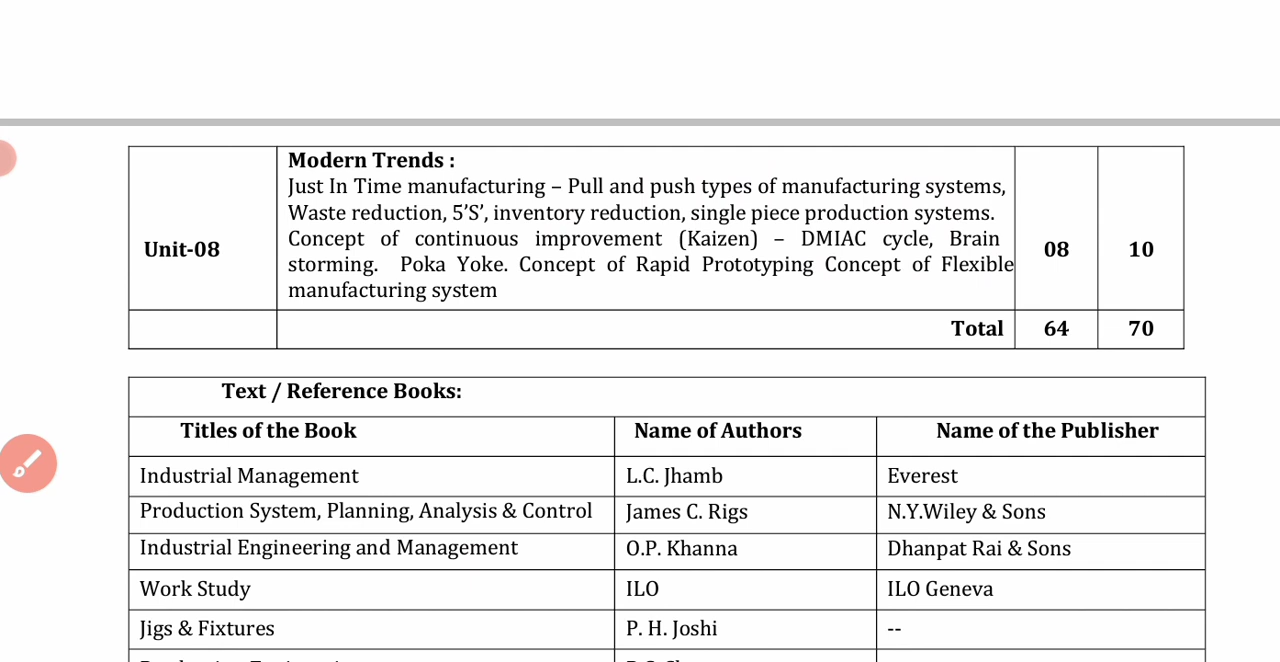 Modern Trends :
Just In Time manufacturing – Pull and push types of manufacturing systems,
Waste reduction, 5’S’, inventory reduction, single piece production systems.
Unit-08
Concept of continuous improvement (Kaizen) – DMIAC cycle, Brain
08
10
storming. Poka Yoke. Concept of Rapid Prototyping Concept of Flexible
manufacturing system
Total 64 70
Text / Reference Books:
Titles of the Book Name of Authors Name of the Publisher
Industrial Management L.C. Jhamb Everest
Production System, Planning, Analysis & Control James C. Rigs N.Y.Wiley & Sons
Industrial Engineering and Management O.P. Khanna Dhanpat Rai & Sons
Work Study ILO ILO Geneva
Jigs & Fixtures P. H. Joshi --